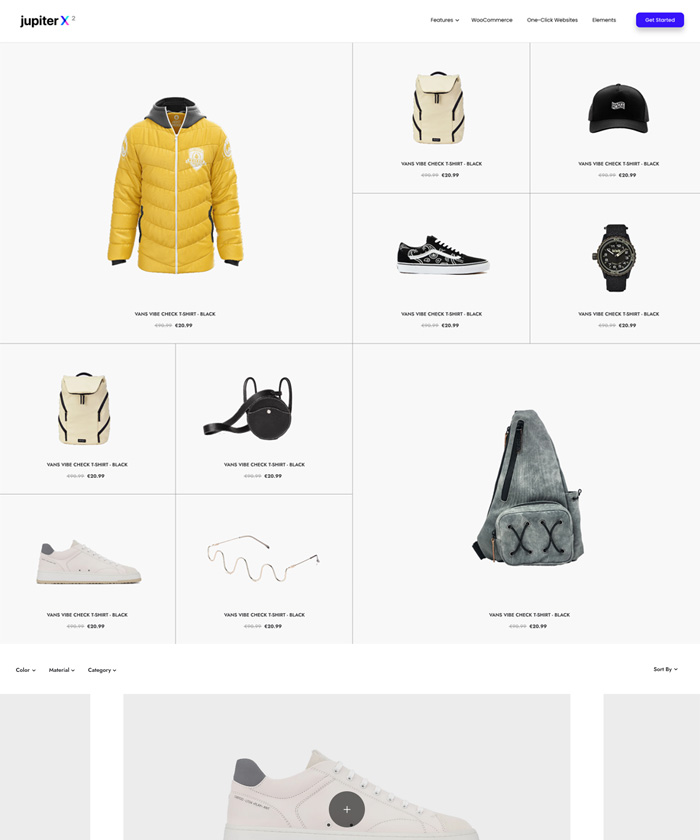 jupiter X 2
Features
WooCommerce
One-Click Websites
Elements
Get Started
VANS VIBE CHECK T-SHIRT - BLACK
€90.99 €20.99
VANS VIBE CHECK T-SHIRT - BLACK
€90.99 €20.99
VANS VIBE CHECK T-SHIRT - BLACK
€90.99 €20.99
VANS VIBE CHECK T-SHIRT - BLACK
€90.99 €20.99
VANS VIBE CHECK T-SHIRT - BLACK
€90.99 €20.99
VANS VIBE CHECK T-SHIRT - BLACK
€90.99 €20.99
VANS VIBE CHECK T-SHIRT - BLACK
€90.99 €20.99
VANS VIBE CHECK T-SHIRT - BLACK
€90.99 €20.99
VANS VIBE CHECK T-SHIRT - BLACK
€90.99 €20.99
VANS VIBE CHECK T-SHIRT - BLACK
€90.99 €20.99
Color
Material
Category
Sort By